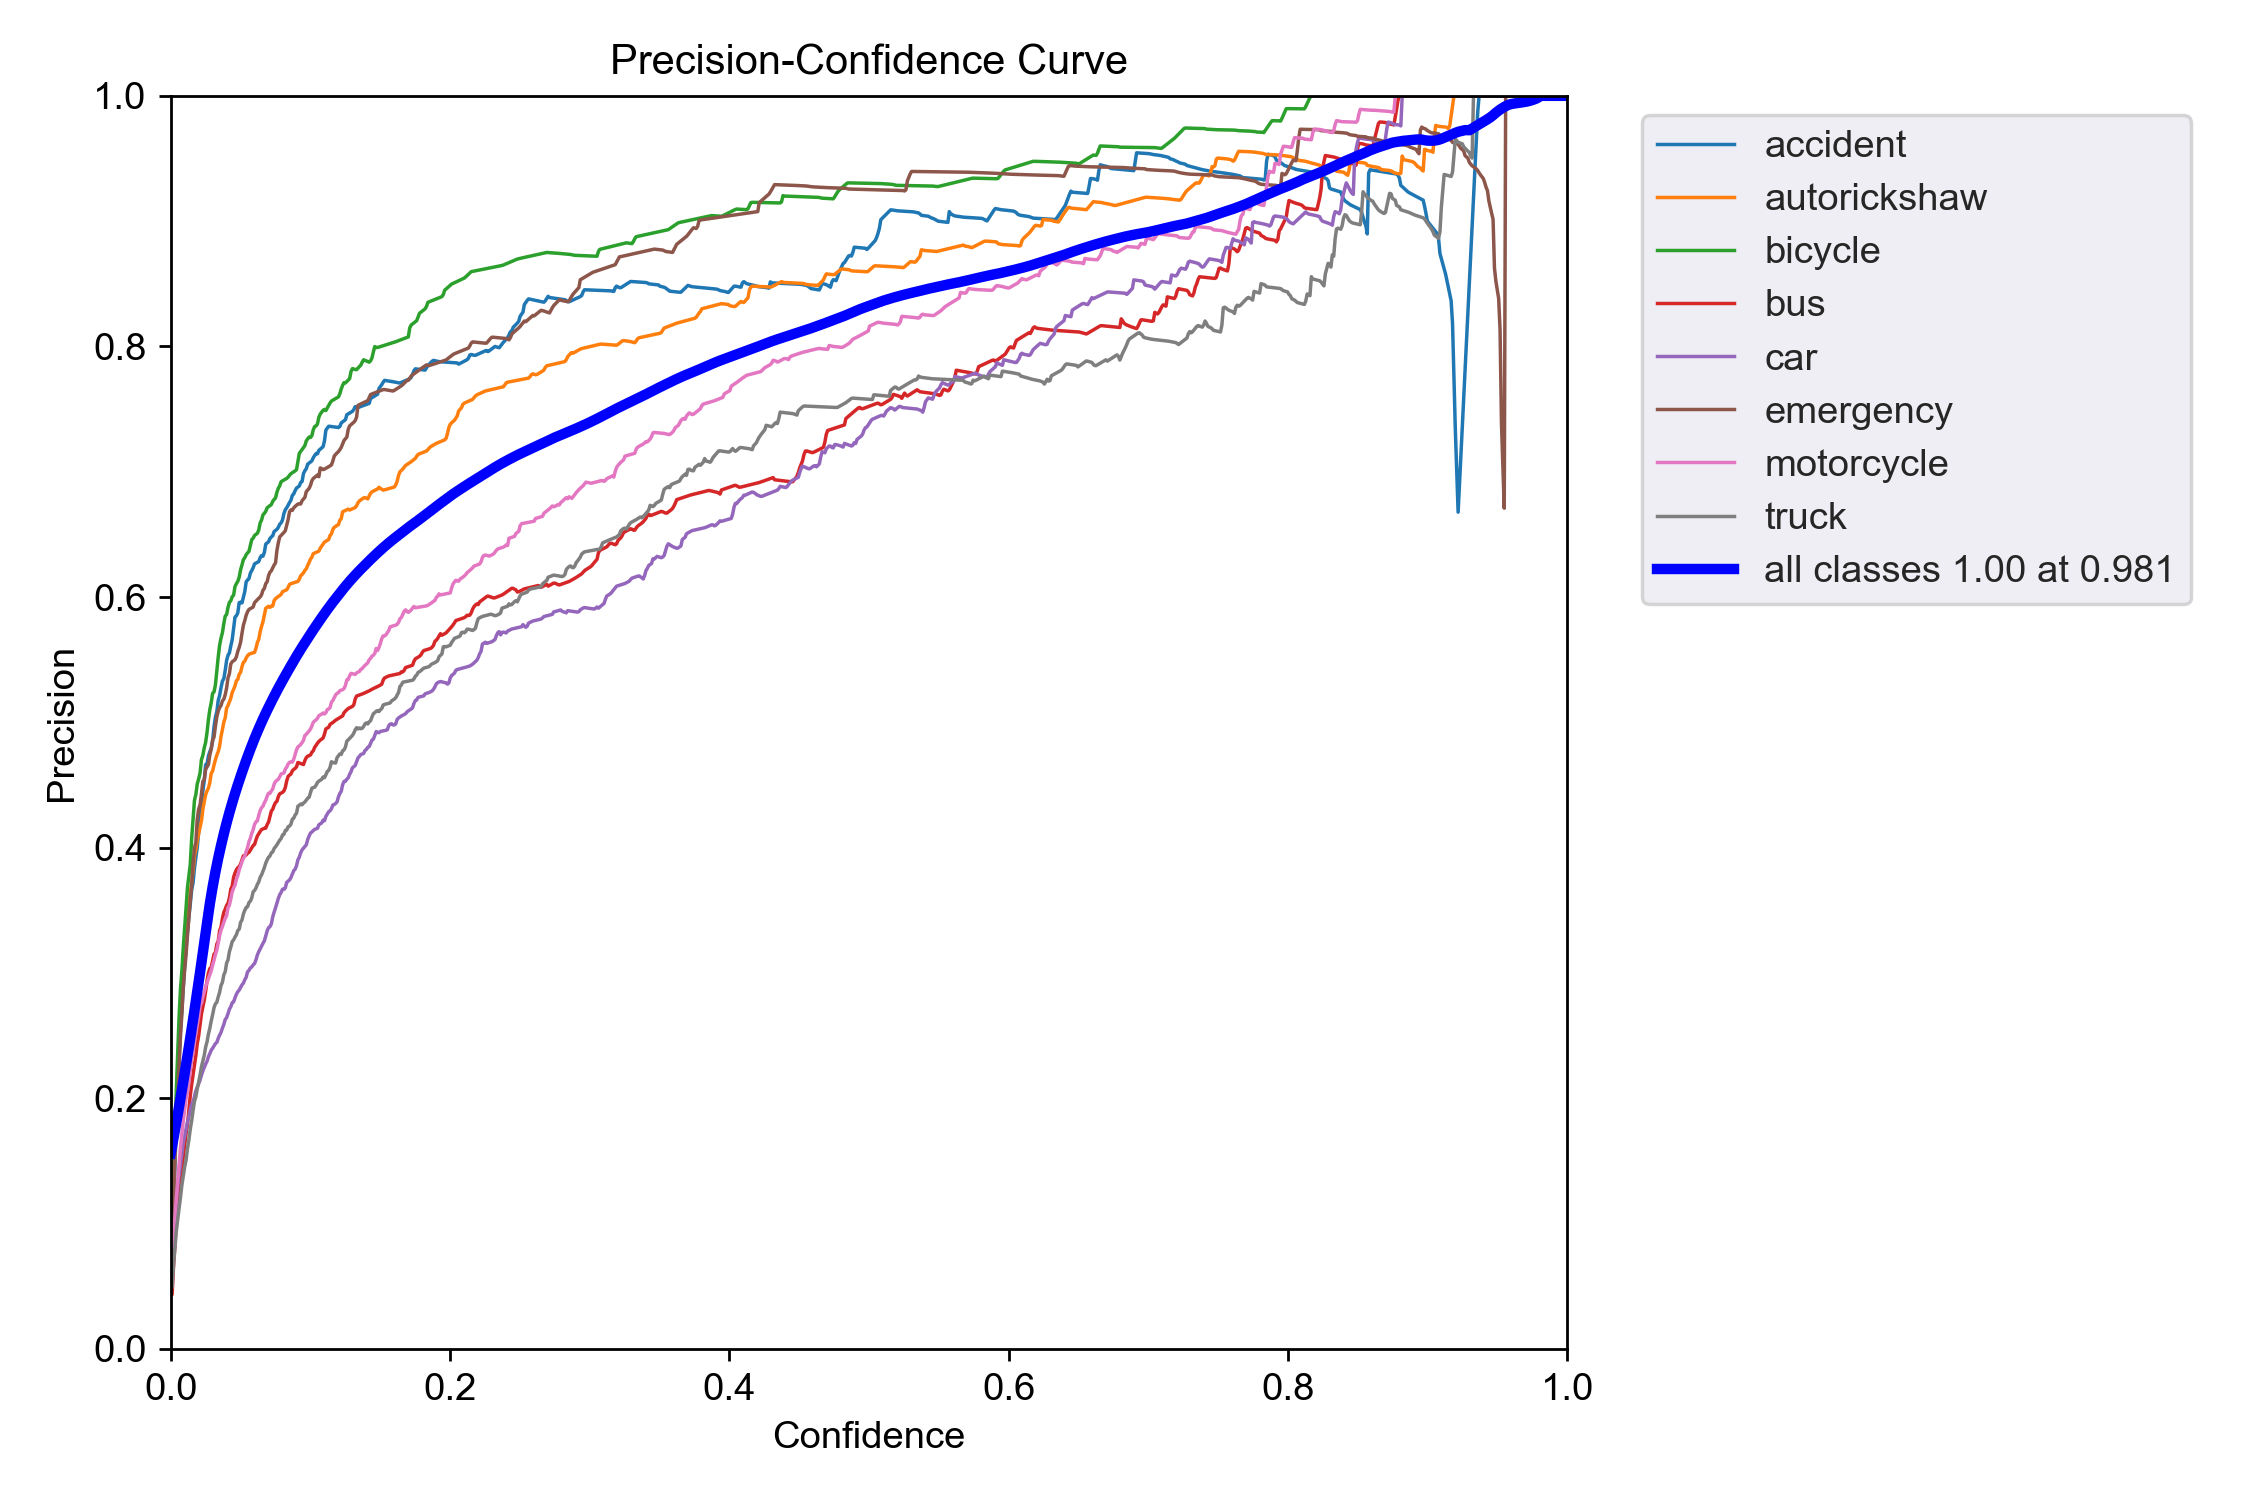 Precision-Confidence Curve
1.0
0.8
0.6
0.4
0.2
0.0
Precision
0.0 0.2 0.4 0.6 0.8 1.0
Confidence
accident
autorickshaw
bicycle
bus
car
emergency
motorcycle
truck
all classes 1.00 at 0.981